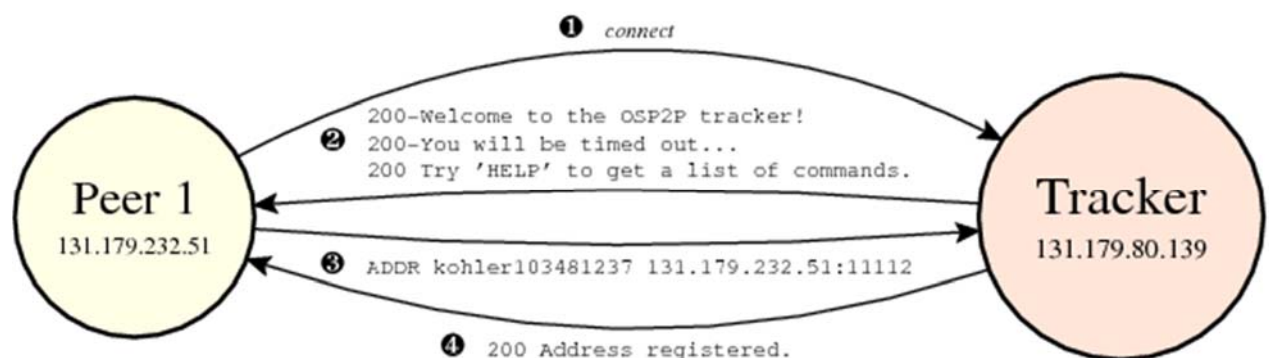 ❶ connect
200-Welcome to the OSP2P tracker!
❷ 200-You will be timed out...
200 Try 'HELP' to get a list of commands.
Peer 1
131.179.232.51
Tracker
131.179.80.139
❸ ADDR kohler103481237 131.179.232.51:11112
❹ 200 Address registered.